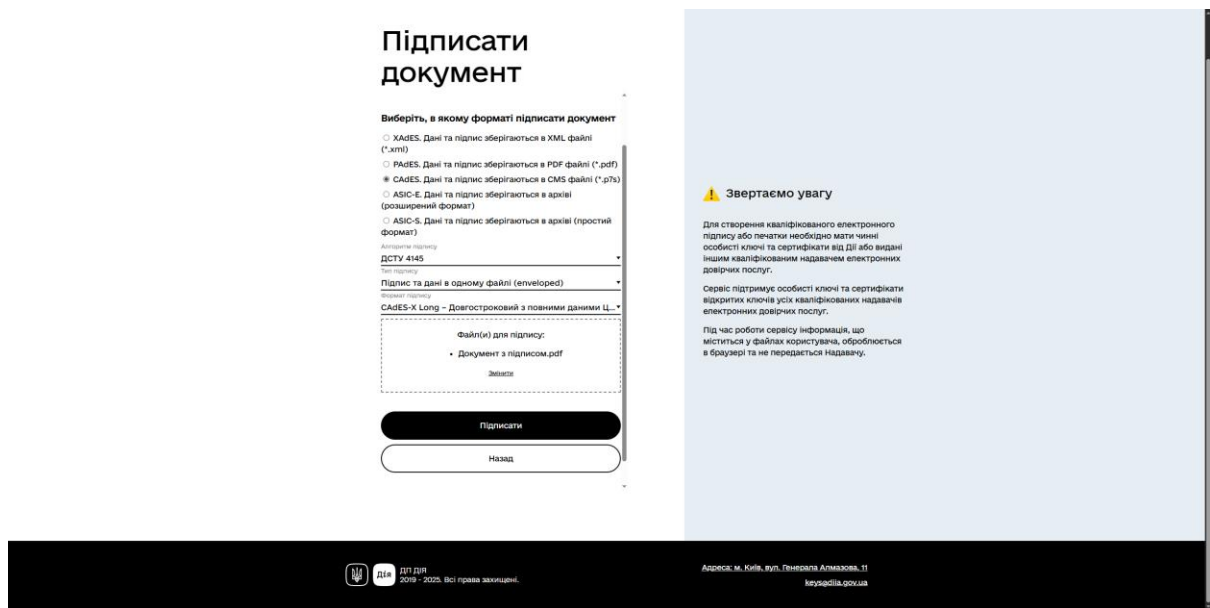 Підписати
документ
Виберіть, в якому форматі підписати документ
XAdES. Дані та підпис зберігаються в XML файлі
(*.xml)
PAdES. Дані та підпис зберігаються в PDF файлі (*.pdf)
CAdES. Дані та підпис зберігаються в CMS файлі (*.p7s)
ASIC-E. Дані та підпис зберігаються в архіві
(розширений формат)
ASIC-S. Дані та підпис зберігаються в архіві (простий
формат)
Алгоритм підпису
ДСТУ 4145
Тип підпису
Підпис та дані в одному файлі (enveloped)
Формат підпису
CAdES-X Long – Довгостроковий з повними даними Ц...
Файл(и) для підпису:
• Документ з підписом.pdf
Змінити
Підписати
Назад
Звертаємо увагу
Для створення кваліфікованого електронного
підпису або печатки необхідно мати чинні
особисті ключі та сертифікати від Дії або видані
іншим кваліфікованим надавачем електронних
довірчих послуг.
Сервіс підтримує особисті ключі та сертифікати
відкритих ключів усіх кваліфікованих надавачів
електронних довірчих послуг.
Під час роботи сервісу інформація, що
міститься у файлах користувача, оброблюється
в браузері та не передається Надавачу.
Дія
ДП ДІЯ
2019 - 2025. Всі права захищені.
Адреса: м. Київ, вул. Генерала Алмазова, 11
keys@diia.gov.ua